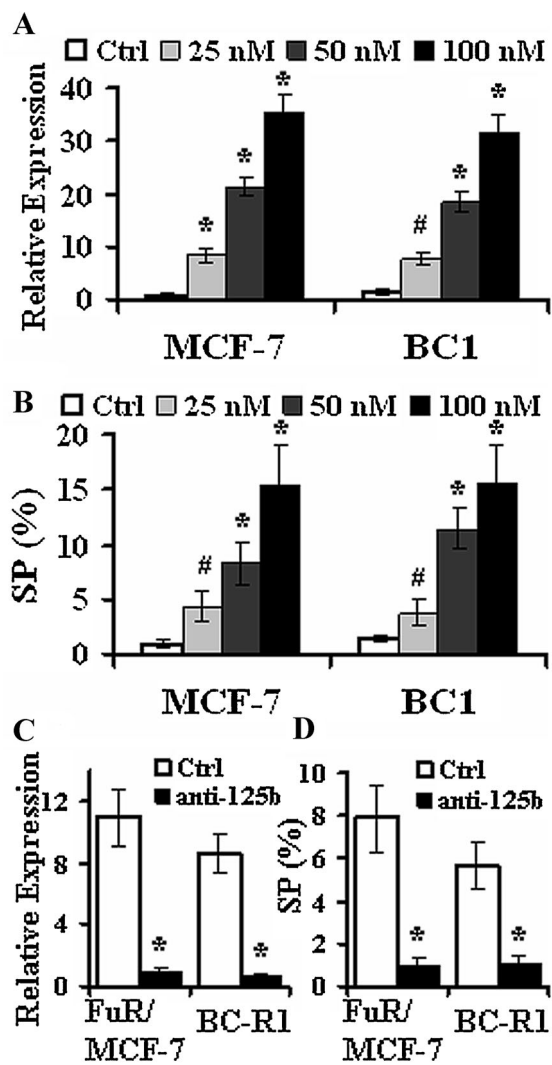 A
Ctrl 25 nM 50 nM 100 nM
Relative Expression
40
30
20
10
0
* * *
# * *
MCF-7 BC1
B
Ctrl 25 nM 50 nM 100 nM
SP (%)
20
15
10
5
0
# * *
# * *
MCF-7 BC1
C
Relative Expression
12
8
4
0
Ctrl
anti-125b
* *
FuR/
MCF-7
BC-R1
D
SP (%)
10
8
6
4
2
0
Ctrl
anti-125b
* *
FuR/
MCF-7
BC-R1